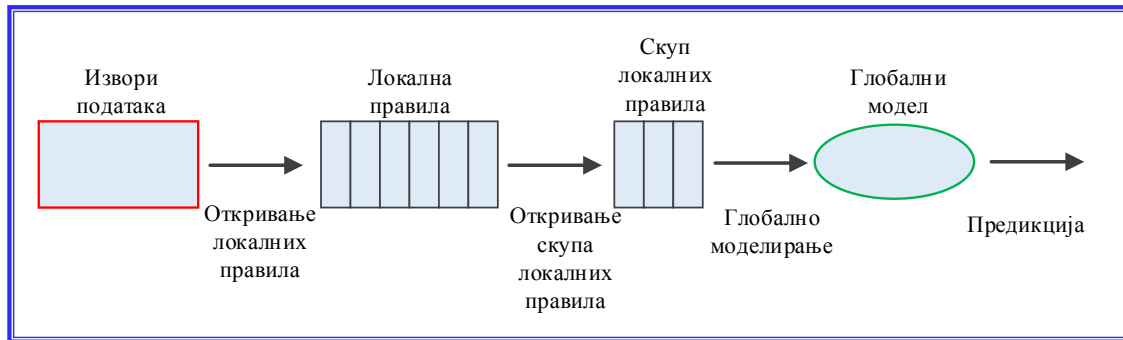 Извори
података
Локална
правила
Скуп
локалних
правила
Глобални
модел
Откривање
локалних
правила
Откривање
скупа
локалних
правила
Глобално
моделирање
Предикција